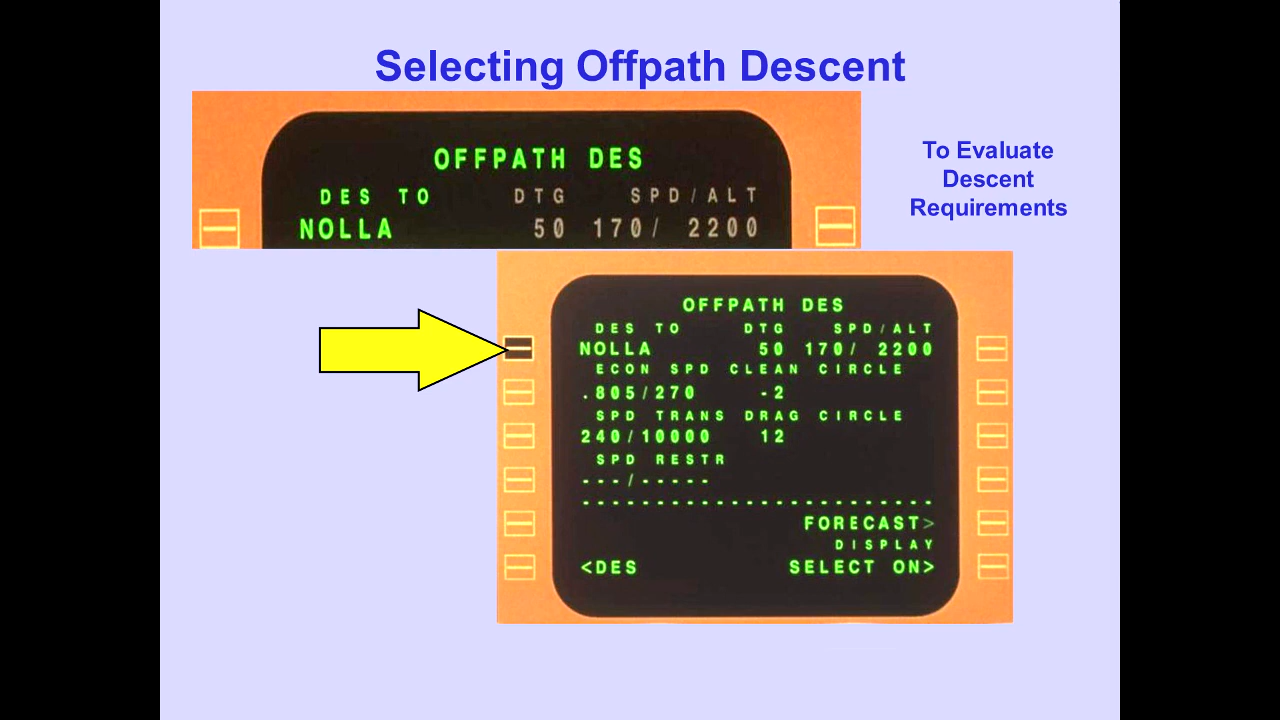 Selecting Offpath Descent
OFFPATH DES
DES TO DTG SPD/ALT
NOLLA 50 170/ 2200
To Evaluate
Descent
Requirements
OFFPATH DES
DES TO DTG SPD/ALT
NOLLA 50 170/ 2200
ECON SPD CLEAN CIRCLE
.805/270 -2
SPD TRANS DRAG CIRCLE
240/10000 12
SPD RESTR
---/-----
------------------------
FORECAST>
DISPLAY
<DES SELECT ON>